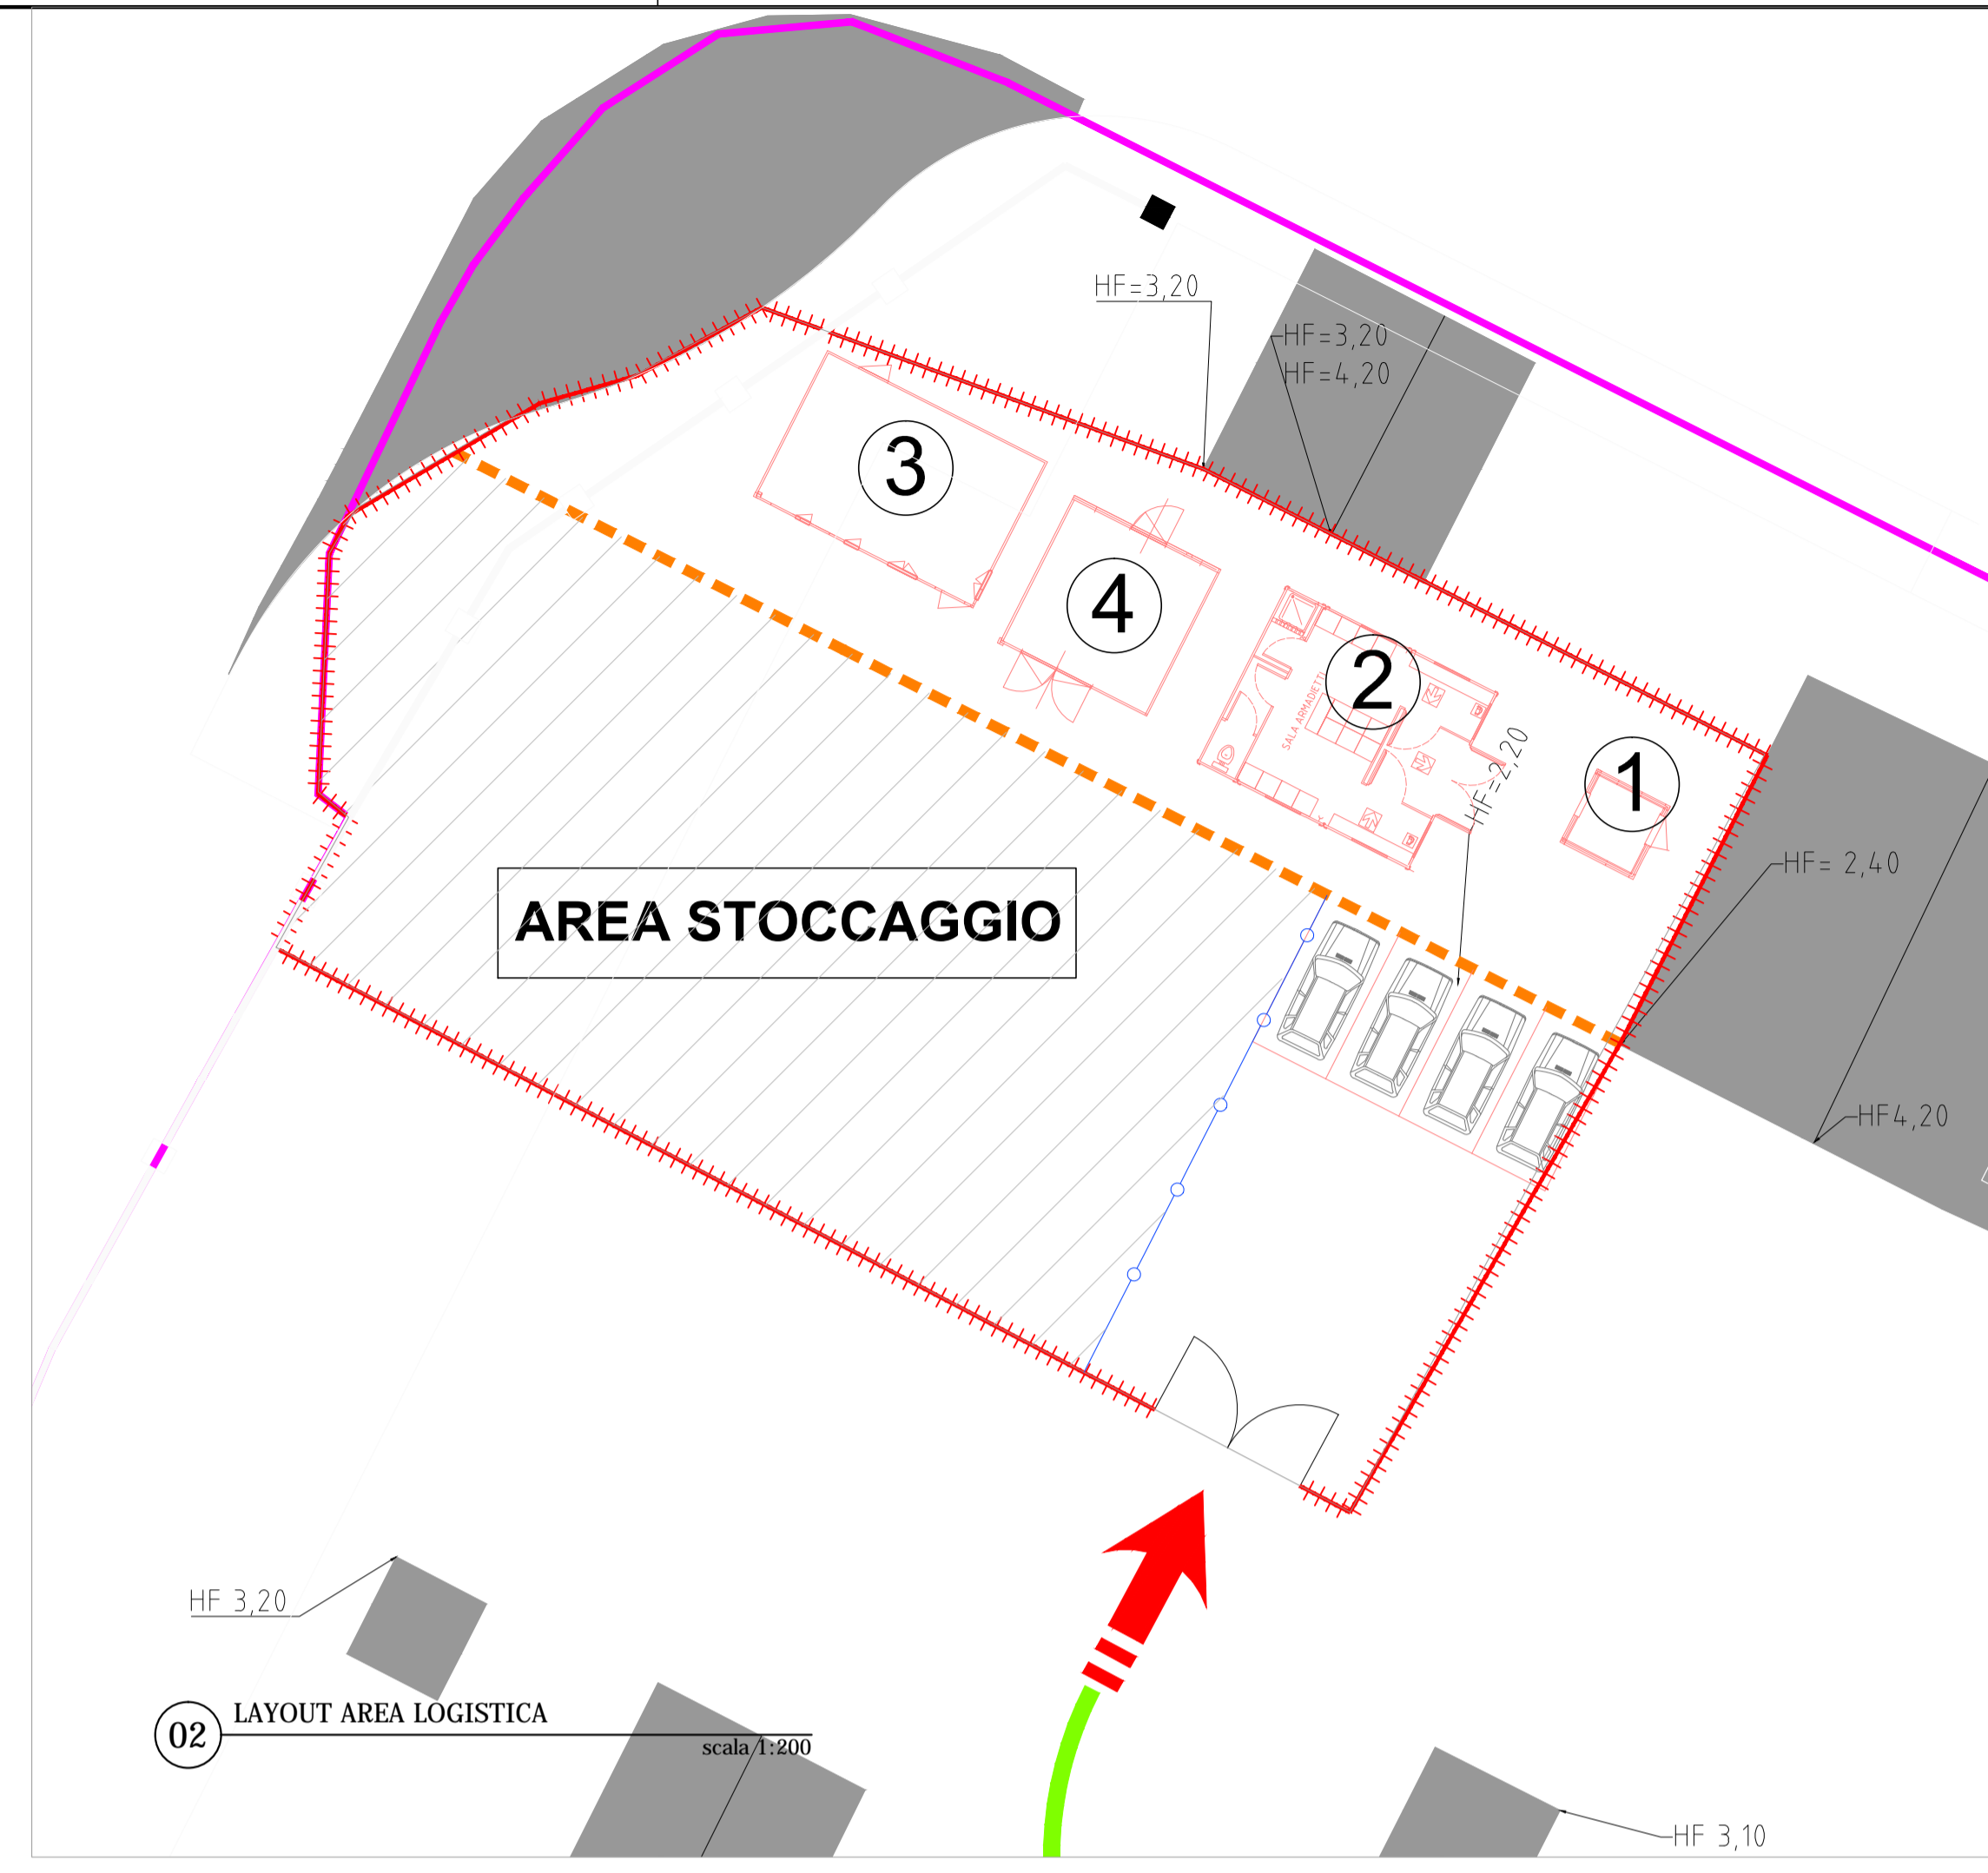 HF=3,20
HF=3,20
HF=4,20
3
4
2
SALA ARMADIETTI
HF=2,20
1
HF= 2,40
AREA STOCCAGGIO
HF4,20
HF 3,20
02
LAYOUT AREA LOGISTICA
scala 1:200
HF 3,10